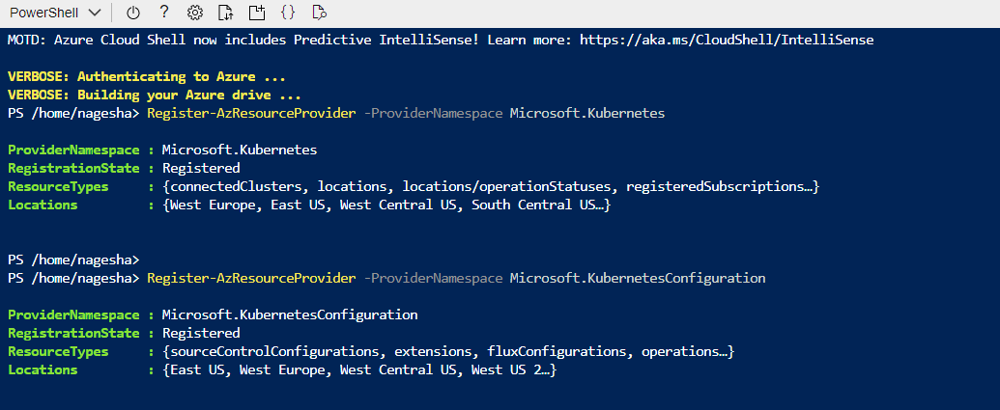 PowerShell
MOTD: Azure Cloud Shell now includes Predictive IntelliSense! Learn more: https://aka.ms/CloudShell/IntelliSense
VERBOSE: Authenticating to Azure ...
VERBOSE: Building your Azure drive ...
PS /home/nagesha> Register-AzResourceProvider -ProviderNamespace Microsoft.Kubernetes
ProviderNamespace : Microsoft.Kubernetes
RegistrationState : Registered
ResourceTypes     : {connectedClusters, locations, locations/operationStatuses, registeredSubscriptions…}
Locations         : {West Europe, East US, West Central US, South Central US…}
PS /home/nagesha>
PS /home/nagesha> Register-AzResourceProvider -ProviderNamespace Microsoft.KubernetesConfiguration
ProviderNamespace : Microsoft.KubernetesConfiguration
RegistrationState : Registered
ResourceTypes     : {sourceControlConfigurations, extensions, fluxConfigurations, operations…}
Locations         : {East US, West Europe, West Central US, West US 2…}